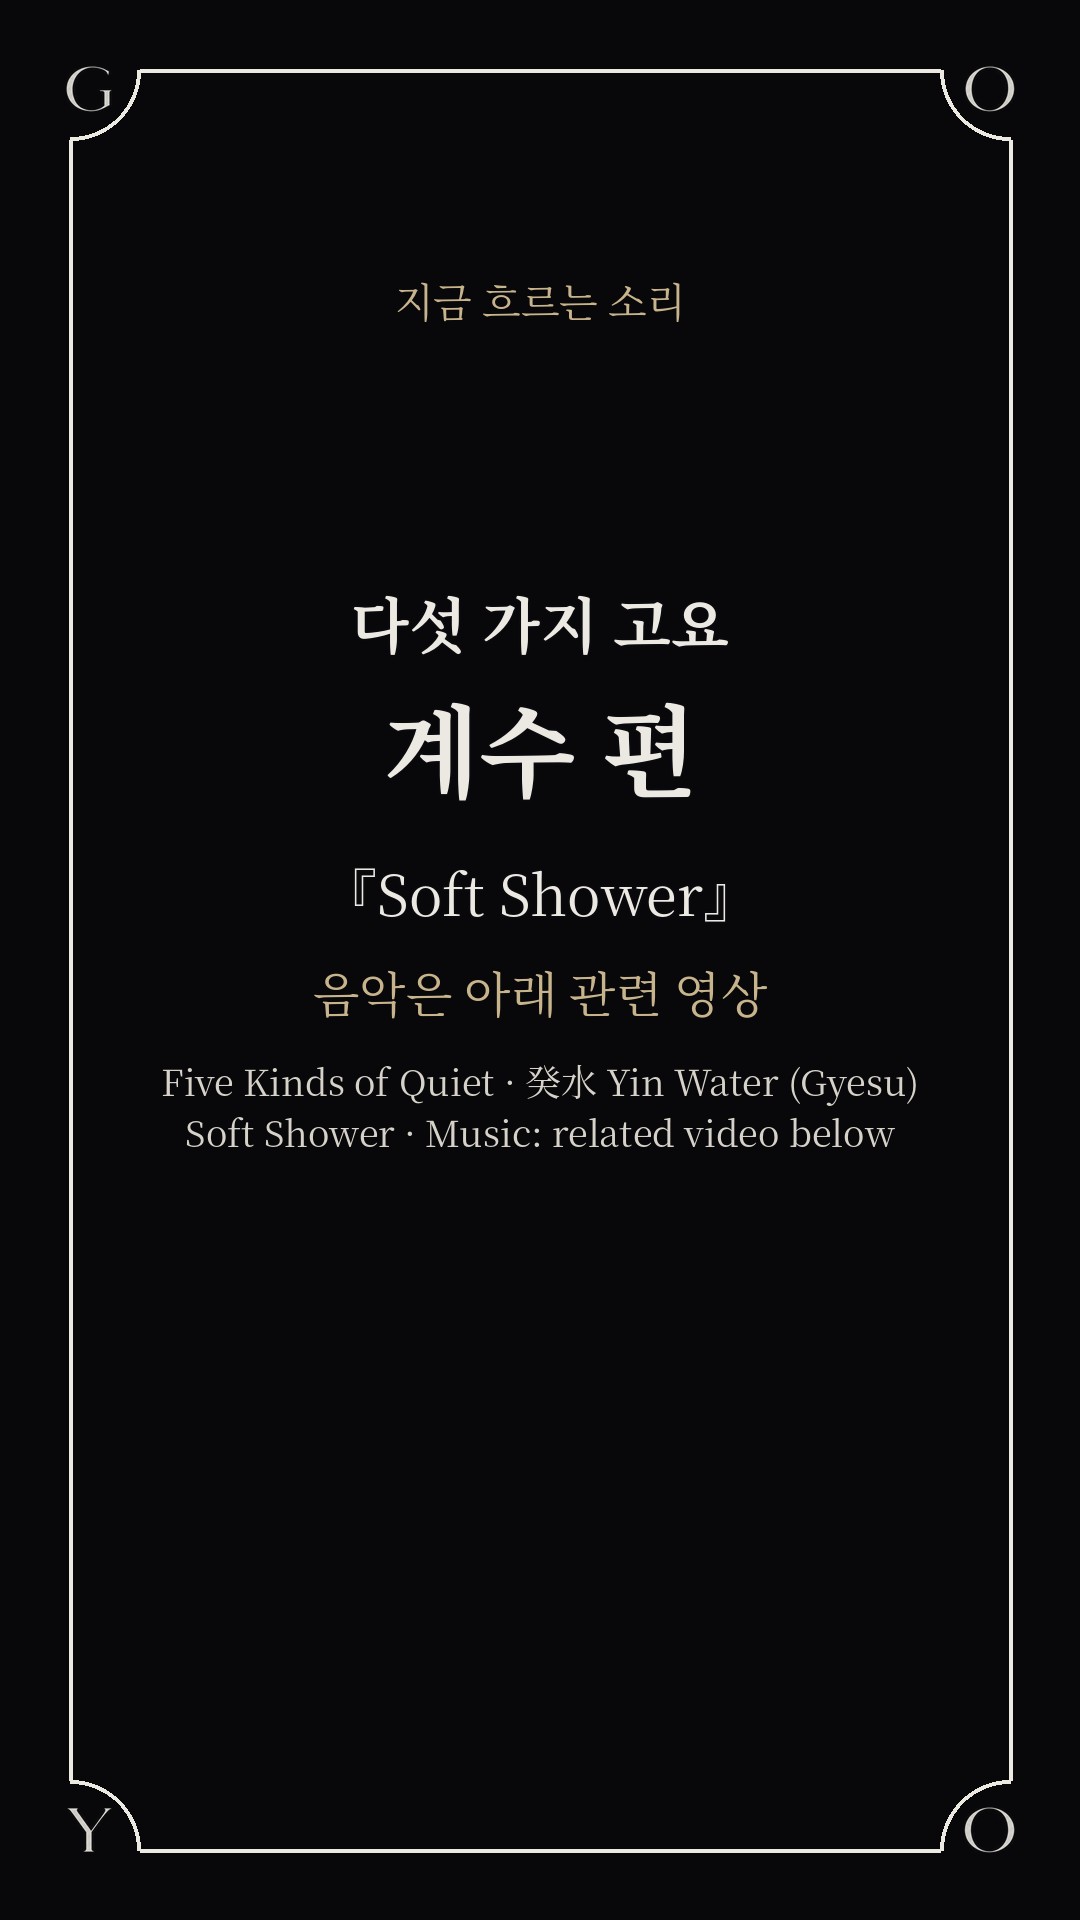 G O
지금 흐르는 소리
다섯 가지 고요
계수 편
『Soft Shower』
음악은 아래 관련 영상
Five Kinds of Quiet · 癸水 Yin Water (Gyesu)
Soft Shower · Music: related video below
Y O